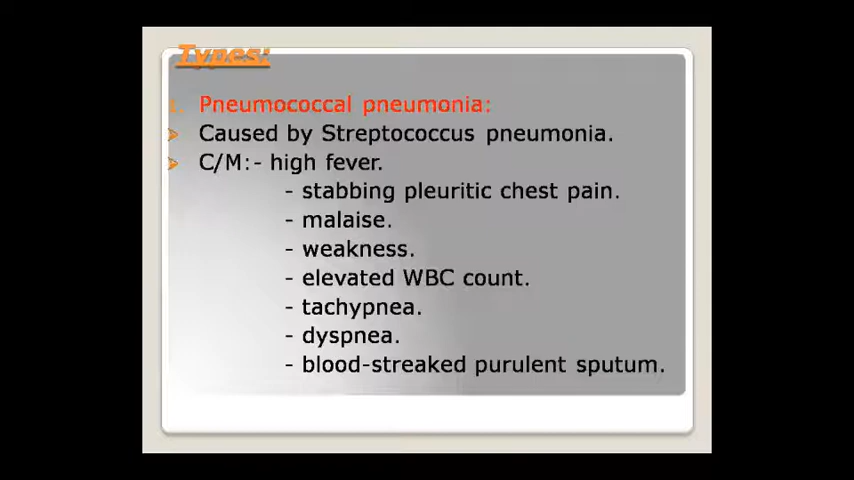 Types:
1. Pneumococcal pneumonia:
➢ Caused by Streptococcus pneumonia.
➢ C/M:- high fever.
- stabbing pleuritic chest pain.
- malaise.
- weakness.
- elevated WBC count.
- tachypnea.
- dyspnea.
- blood-streaked purulent sputum.